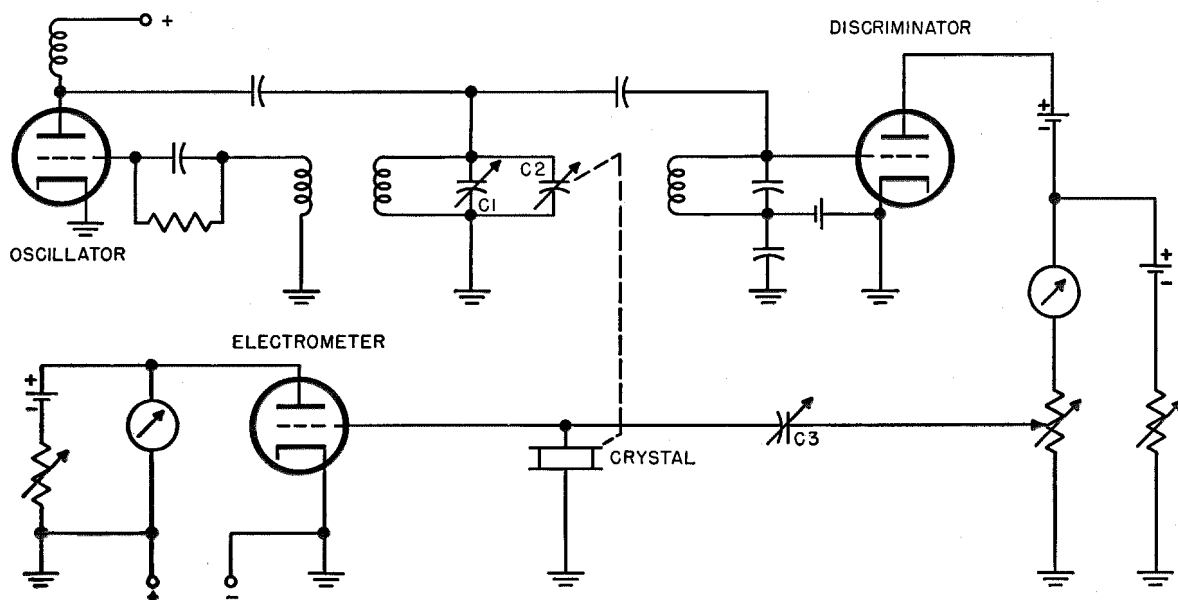 +
DISCRIMINATOR
+
-
C2
C1
OSCILLATOR
+
-
ELECTROMETER
+
-
C3
CRYSTAL
+
-